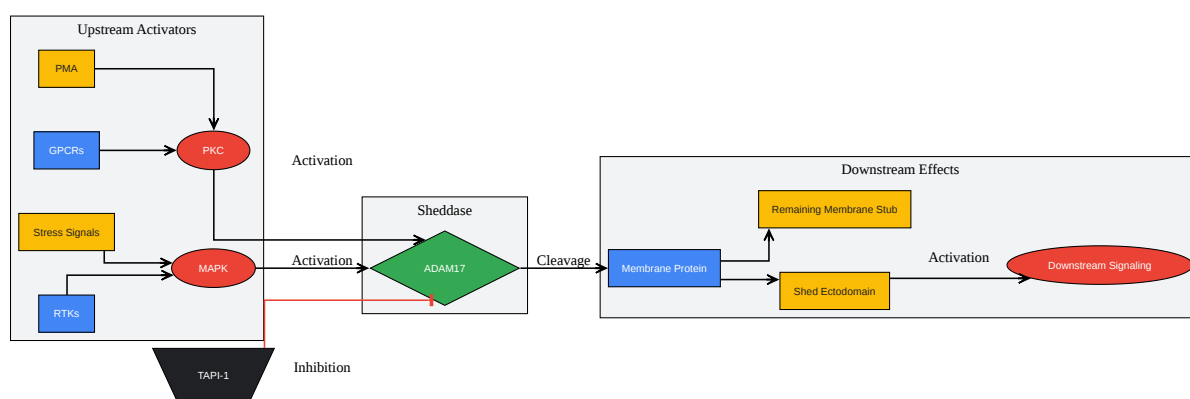 Upstream Activators
PMA
GPCRs
PKC
Activation
Downstream Effects
Sheddase
Remaining Membrane Stub
Stress Signals
MAPK
Activation
ADAM17
Cleavage
Membrane Protein
Activation
Downstream Signaling
Shed Ectodomain
RTKs
TAPI-1
Inhibition